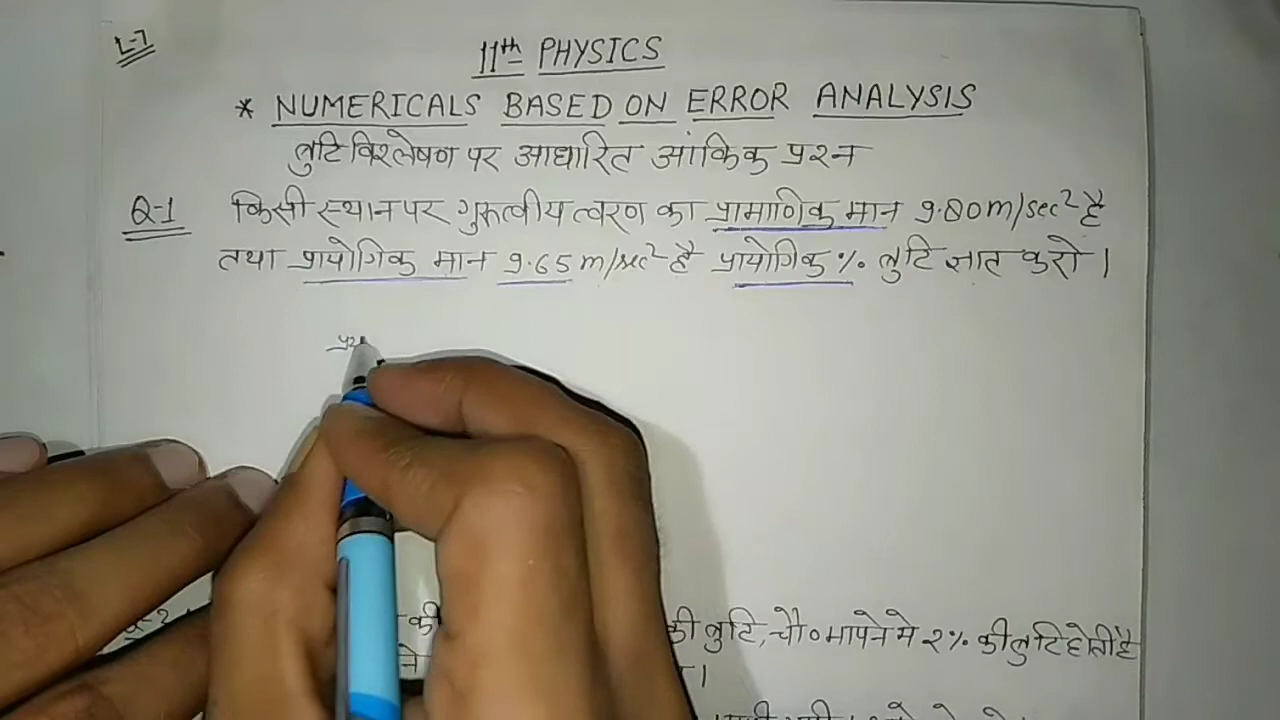 L-7
11th PHYSICS
* NUMERICALS BASED ON ERROR ANALYSIS
त्रुटि विश्लेषण पर आधारित आंकिक प्रश्न
Q-1 किसी स्थान पर गुरुत्वीय त्वरण का प्रामाणिक मान 9.80 m/sec² है
तथा प्रायोगिक मान 9.65 m/sec² है प्रायोगिक % त्रुटि ज्ञात करो।
की की त्रुटि, चौ० मापने मे २% की त्रुटि होती है
ने